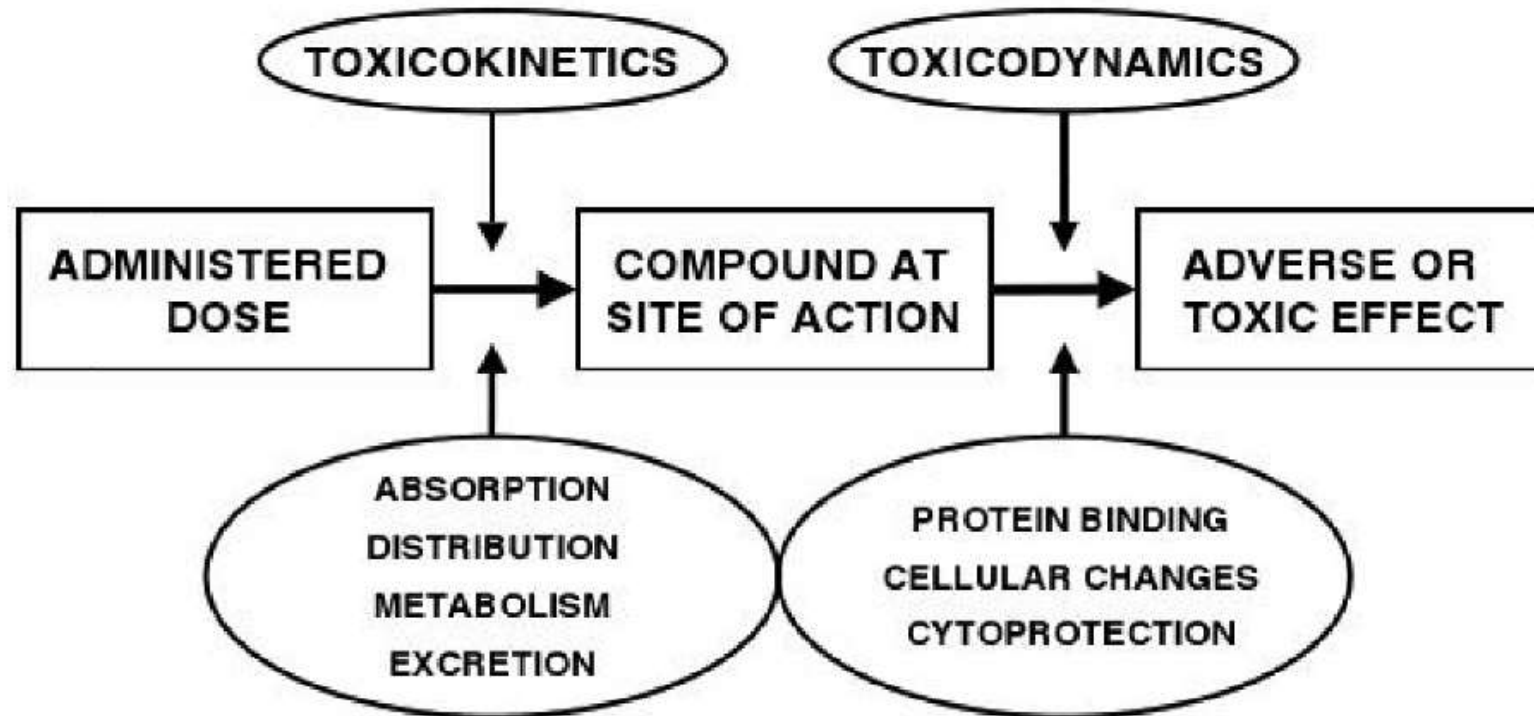 TOXICOKINETICS
TOXICODYNAMICS
ADMINISTERED
DOSE
COMPOUND AT
SITE OF ACTION
ADVERSE OR
TOXIC EFFECT
ABSORPTION
DISTRIBUTION
METABOLISM
EXCRETION
PROTEIN BINDING
CELLULAR CHANGES
CYTOPROTECTION